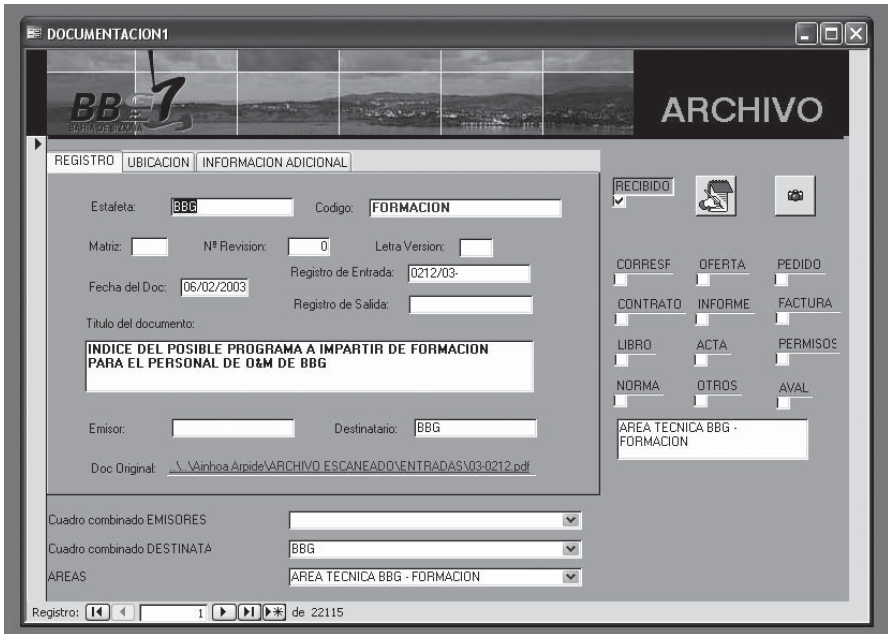 DOCUMENTACION1
BBG
BAHIA DE BIZKAIA
ARCHIVO
REGISTRO UBICACION INFORMACION ADICIONAL
RECIBIDO
Estafeta: BBG Codigo: FORMACION
Matriz: Nº Revision: 0 Letra Version:
Registro de Entrada: 0212/03-
Fecha del Doc: 06/02/2003
Registro de Salida:
Titulo del documento:
INDICE DEL POSIBLE PROGRAMA A IMPARTIR DE FORMACION
PARA EL PERSONAL DE O&M DE BBG
Emisor: Destinatario: BBG
Doc Original: ..\..\Ainhoa Arpide\ARCHIVO ESCANEADO\ENTRADAS\03-0212.pdf
CORRESF OFERTA PEDIDO
CONTRATO INFORME FACTURA
LIBRO ACTA PERMISOS
NORMA OTROS AVAL
AREA TECNICA BBG -
FORMACION
Cuadro combinado EMISORES
Cuadro combinado DESTINATA BBG
AREAS AREA TECNICA BBG - FORMACION
Registro: 1 de 22115